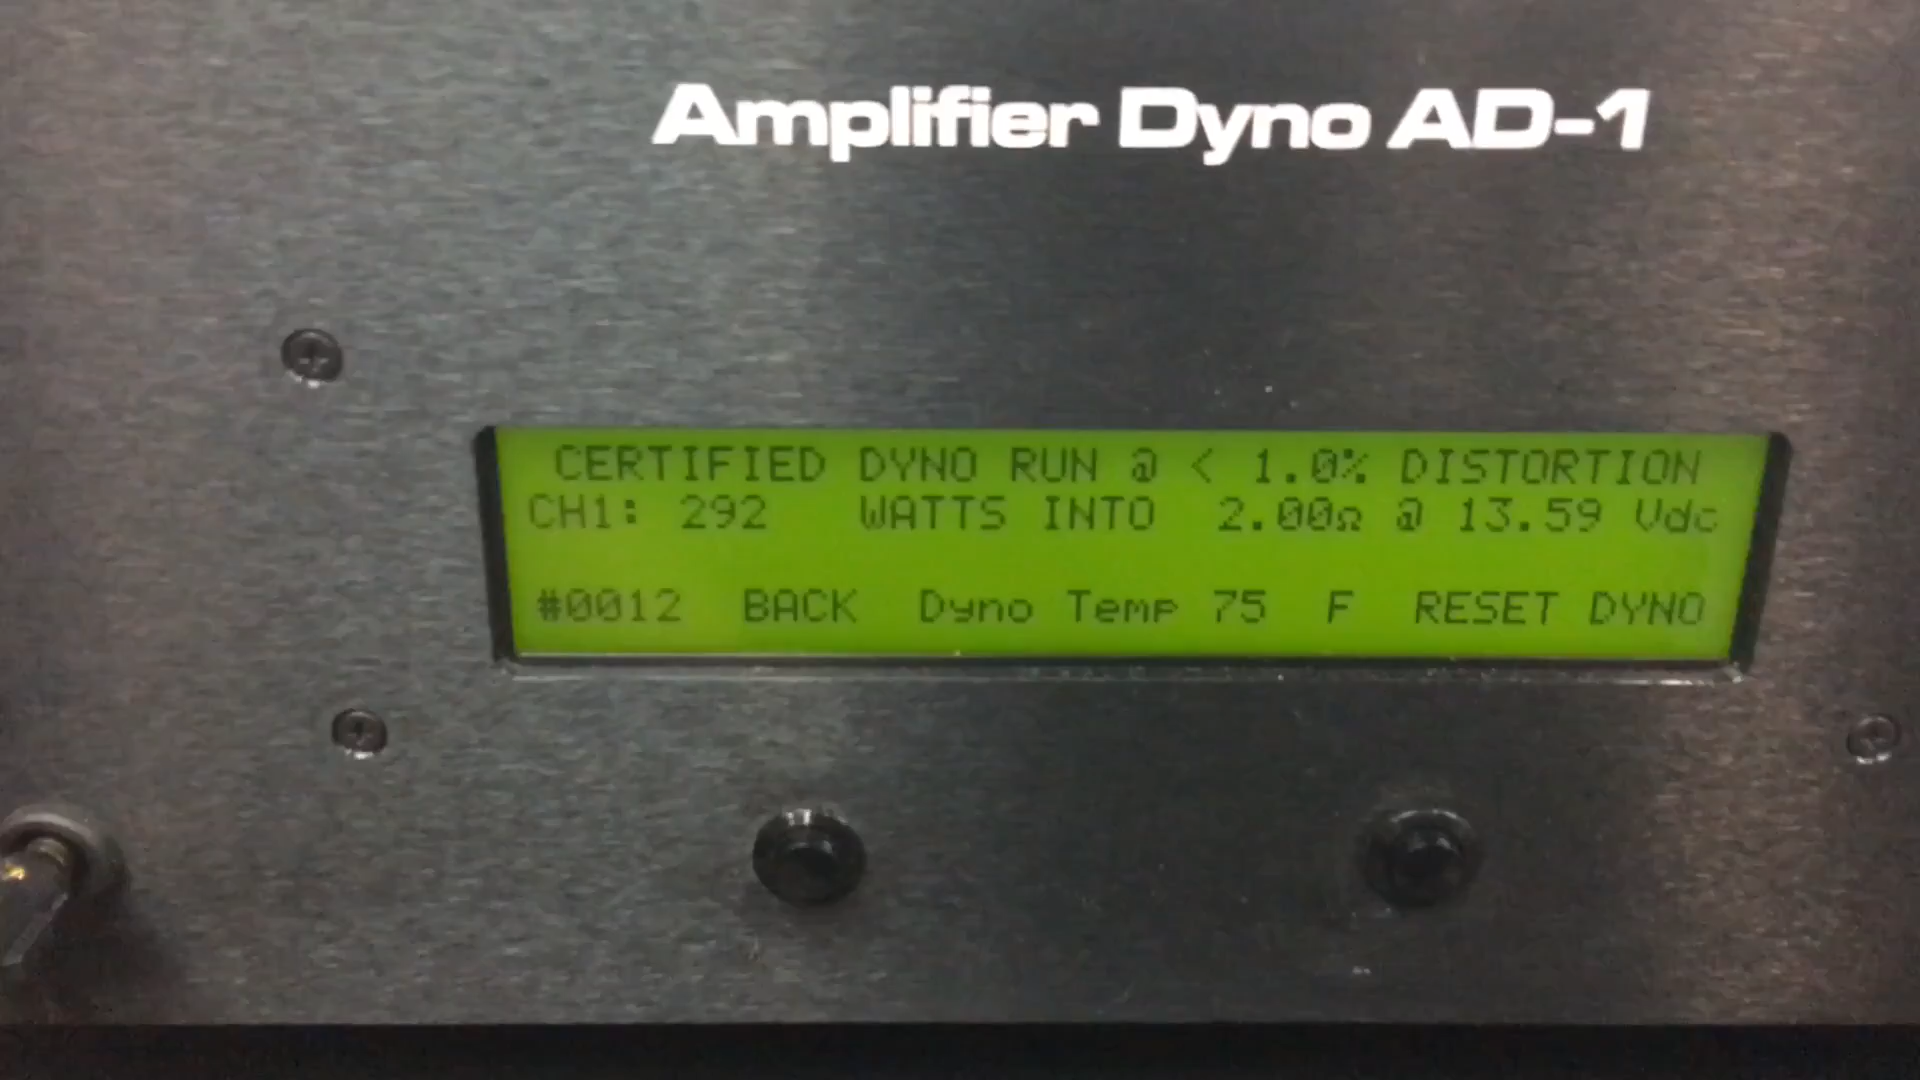 Amplifier Dyno AD-1
CERTIFIED DYNO RUN @ < 1.0% DISTORTION
CH1: 292 WATTS INTO 2.00Ω @ 13.59 Vdc
#0012 BACK Dyno Temp 75 F RESET DYNO